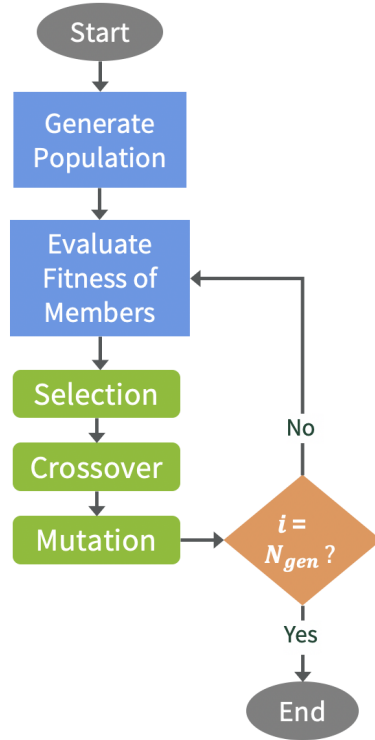 Start
Generate
Population
Evaluate
Fitness of
Members
Selection
Crossover
Mutation
No
i =
N_gen ?
Yes
End